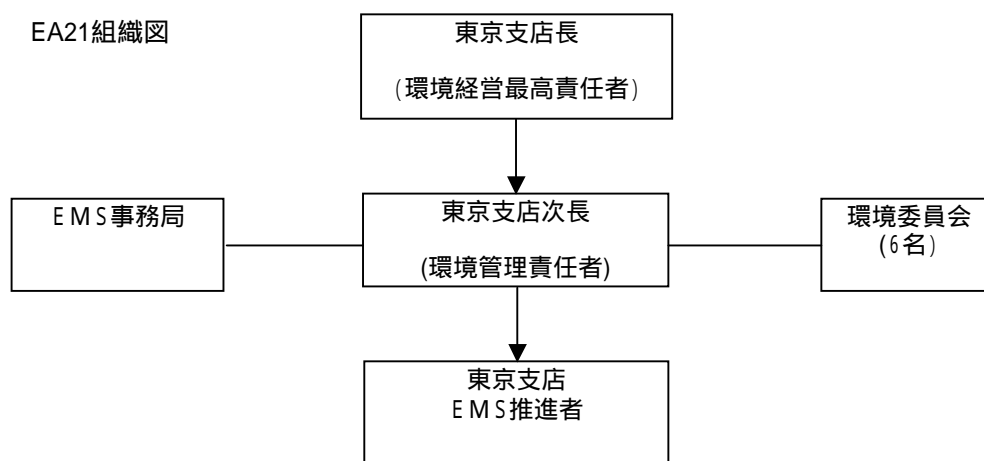 EA21組織図
東京支店長
(環境経営最高責任者)
EMS事務局
東京支店次長
(環境管理責任者)
環境委員会
(6名)
東京支店
EMS推進者